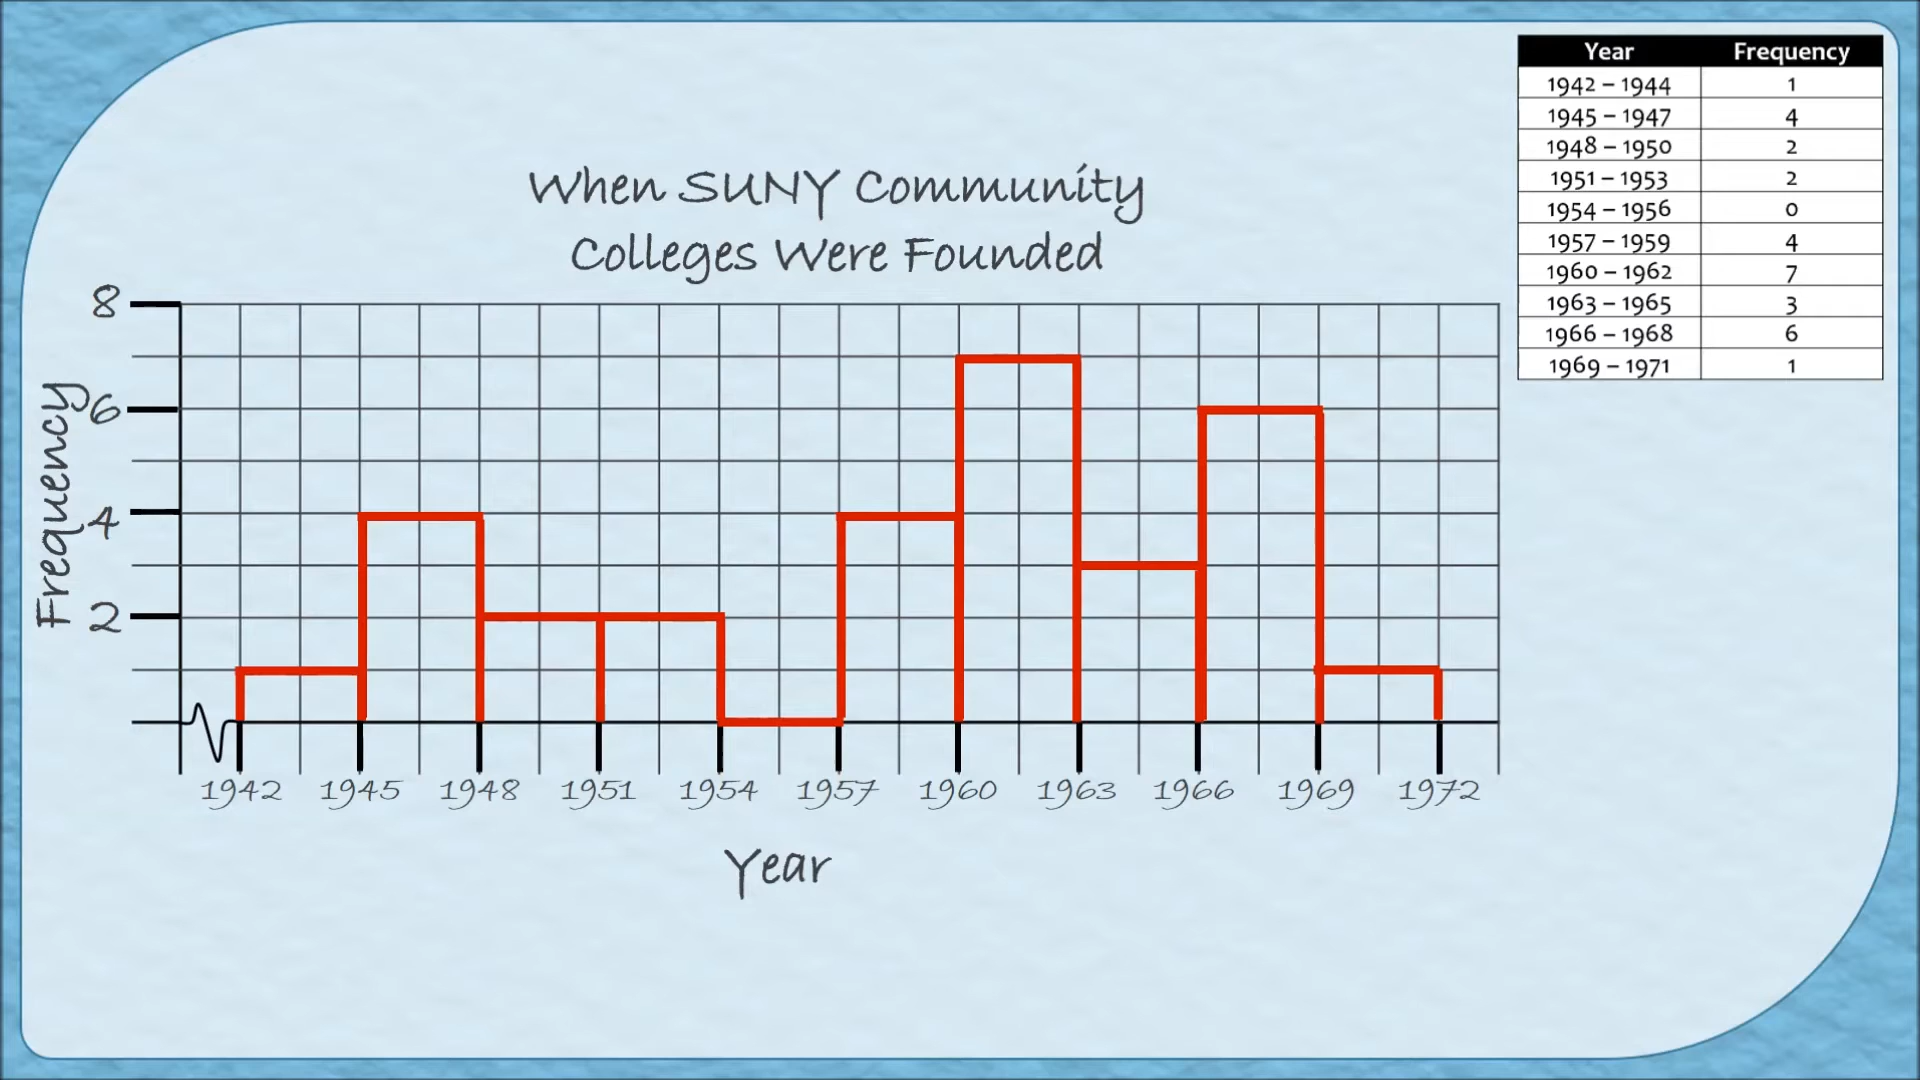 When SUNY Community
Colleges Were Founded
Frequency
8
6
4
2
1942 1945 1948 1951 1954 1957 1960 1963 1966 1969 1972
Year
Year Frequency
1942 – 1944 1
1945 – 1947 4
1948 – 1950 2
1951 – 1953 2
1954 – 1956 0
1957 – 1959 4
1960 – 1962 7
1963 – 1965 3
1966 – 1968 6
1969 – 1971 1